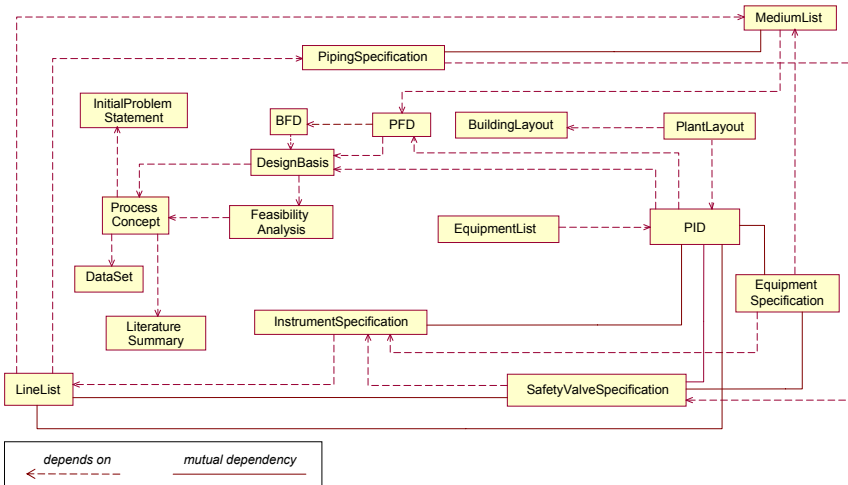 MediumList
PipingSpecification
InitialProblem
Statement
BFD
PFD
BuildingLayout
PlantLayout
DesignBasis
Process
Concept
Feasibility
Analysis
EquipmentList
PID
DataSet
Equipment
Specification
Literature
Summary
InstrumentSpecification
LineList
SafetyValveSpecification
depends on
mutual dependency